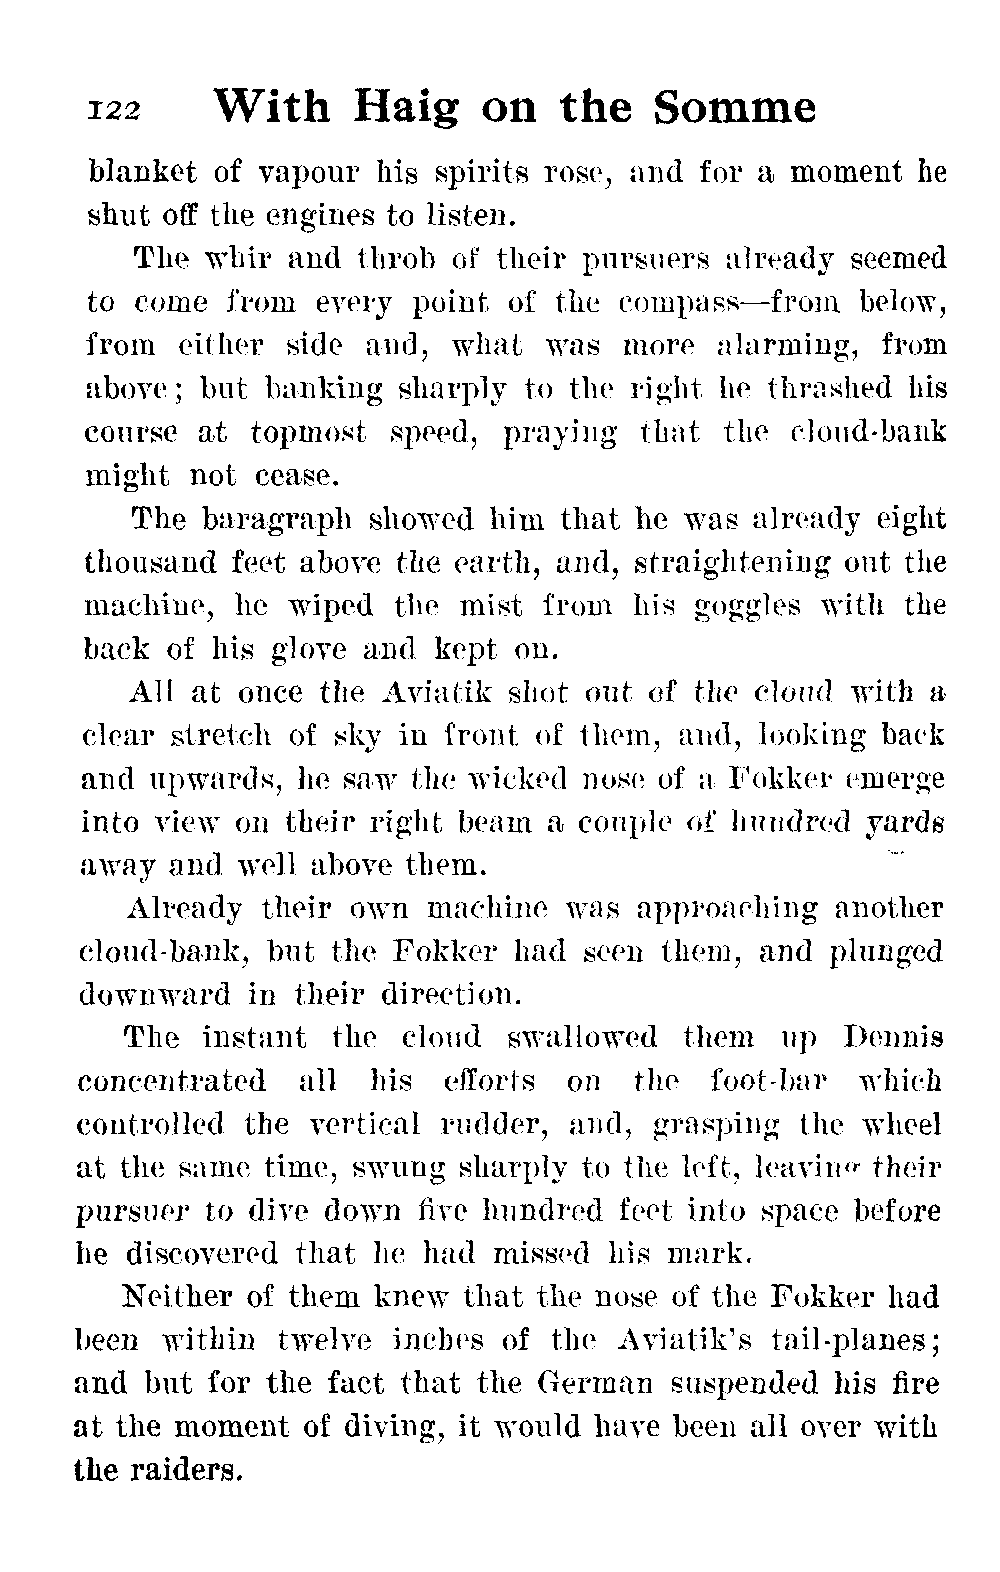 122 With Haig on the Somme
blanket of vapour his spirits rose, and for a moment he
shut off the engines to listen.
The whir and throb of their pursuers already seemed
to come from every point of the compass—from below,
from either side and, what was more alarming, from
above; but banking sharply to the right he thrashed his
course at topmost speed, praying that the cloud-bank
might not cease.
The baragraph showed him that he was already eight
thousand feet above the earth, and, straightening out the
machine, he wiped the mist from his goggles with the
back of his glove and kept on.
All at once the Aviatik shot out of the cloud with a
clear stretch of sky in front of them, and, looking back
and upwards, he saw the wicked nose of a Fokker emerge
into view on their right beam a couple of hundred yards
away and well above them.
Already their own machine was approaching another
cloud-bank, but the Fokker had seen them, and plunged
downward in their direction.
The instant the cloud swallowed them up Dennis
concentrated all his efforts on the foot-bar which
controlled the vertical rudder, and, grasping the wheel
at the same time, swung sharply to the left, leaving their
pursuer to dive down five hundred feet into space before
he discovered that he had missed his mark.
Neither of them knew that the nose of the Fokker had
been within twelve inches of the Aviatik's tail-planes;
and but for the fact that the German suspended his fire
at the moment of diving, it would have been all over with
the raiders.